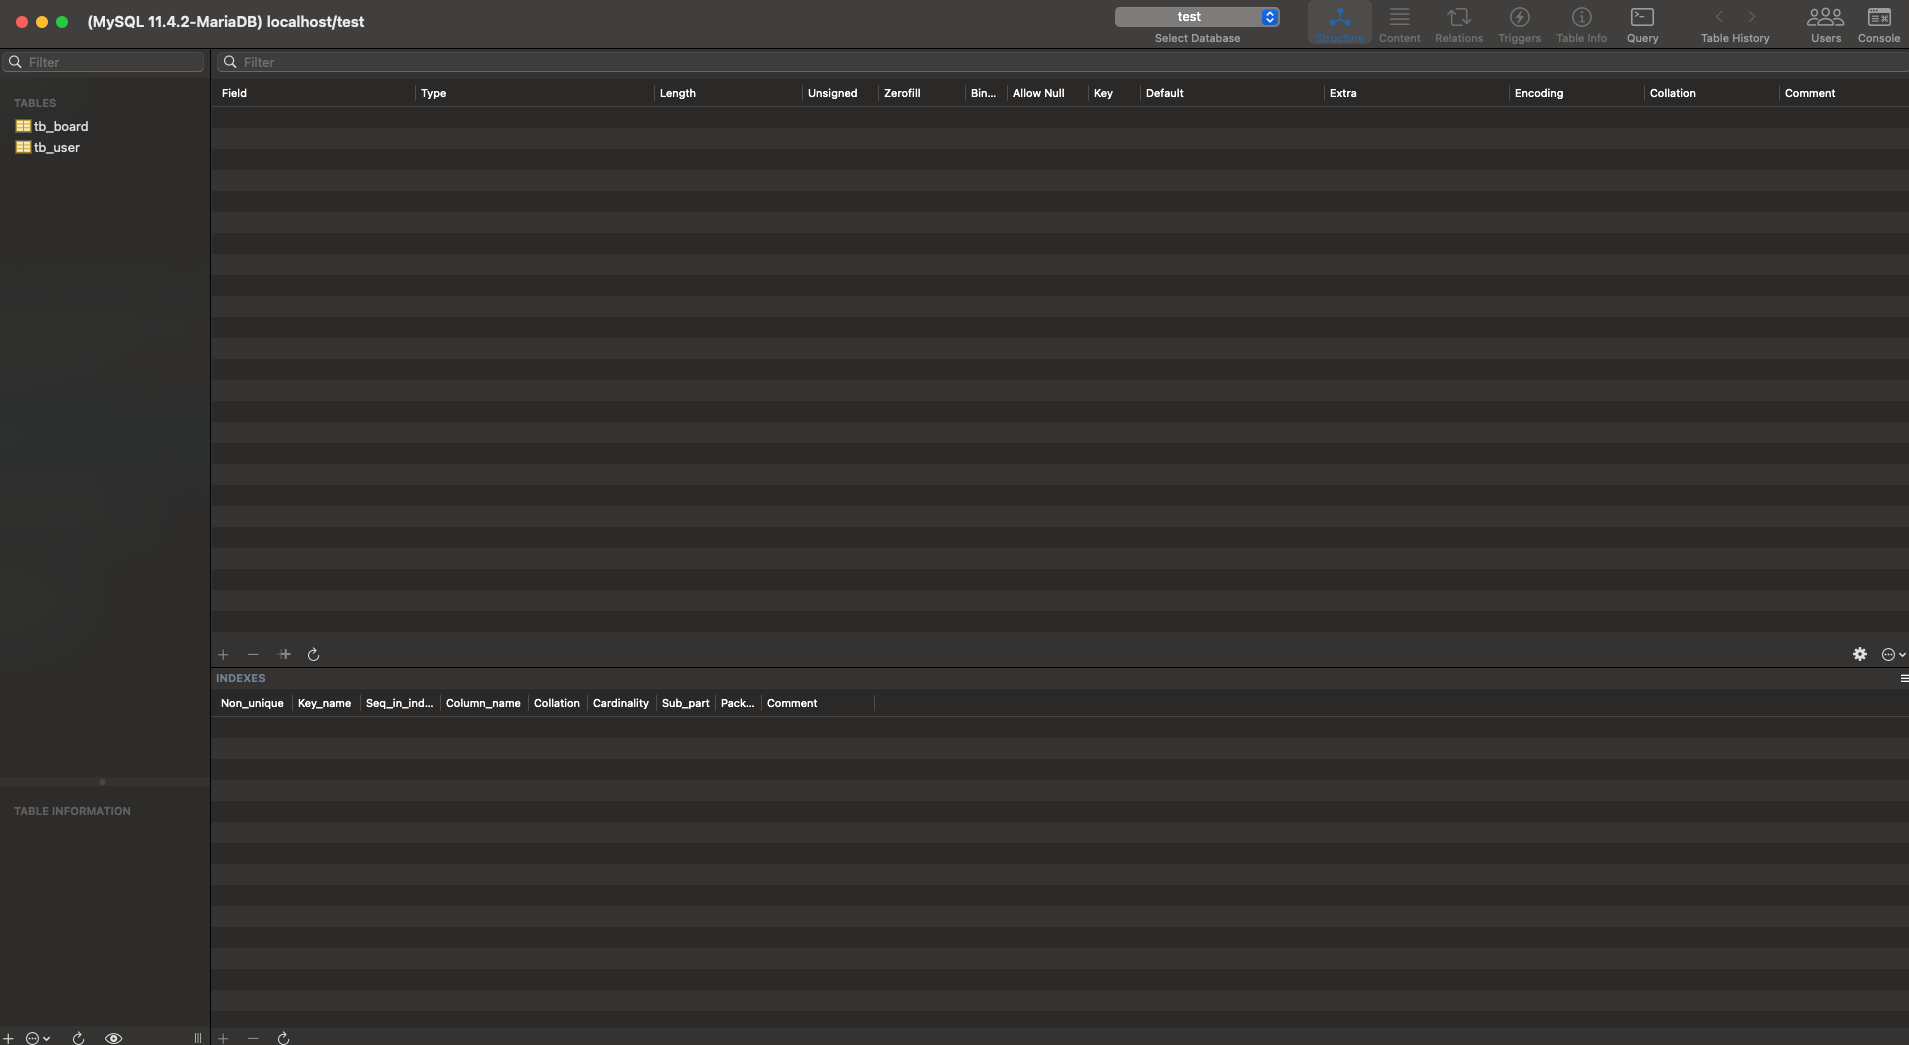 (MySQL 11.4.2-MariaDB) localhost/test
test
Select Database
Structure Content Relations Triggers Table Info Query Table History Users Console
Filter
Filter
TABLES
tb_board
tb_user
Field Type Length Unsigned Zerofill Bin... Allow Null Key Default Extra Encoding Collation Comment
INDEXES
Non_unique Key_name Seq_in_ind... Column_name Collation Cardinality Sub_part Pack... Comment
TABLE INFORMATION